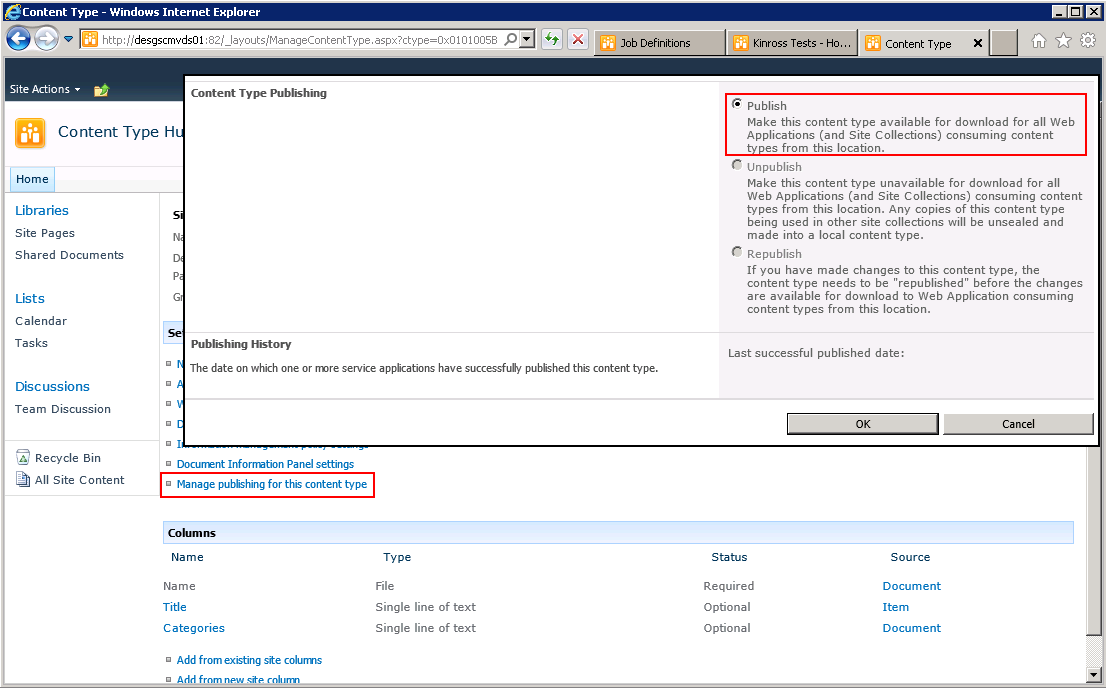 Content Type - Windows Internet Explorer
http://desgscmvds01:82/_layouts/ManageContentType.aspx?ctype=0x0101005B
Job Definitions
Kinross Tests - Ho...
Content Type
Site Actions
Content Type Hu
Home
Libraries
Site Pages
Shared Documents
Lists
Calendar
Tasks
Discussions
Team Discussion
Recycle Bin
All Site Content
Content Type Publishing
Publish
Make this content type available for download for all Web
Applications (and Site Collections) consuming content
types from this location.
Unpublish
Make this content type unavailable for download for all
Web Applications (and Site Collections) consuming content
types from this location. Any copies of this content type
being used in other site collections will be unsealed and
made into a local content type.
Republish
If you have made changes to this content type, the
content type needs to be "republished" before the changes
are available for download to Web Application consuming
content types from this location.
Publishing History
The date on which one or more service applications have successfully published this content type.
Last successful published date:
OK
Cancel
Information management policy settings
Document Information Panel settings
Manage publishing for this content type
Columns
Name Type Status Source
Name File Required Document
Title Single line of text Optional Item
Categories Single line of text Optional Document
Add from existing site columns
Add from new site column